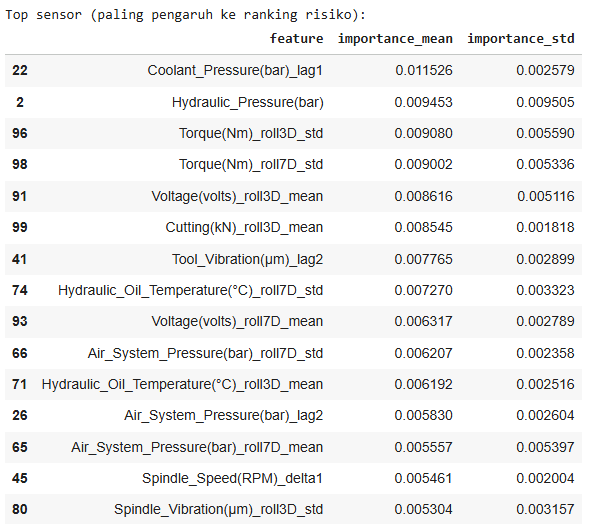 Top sensor (paling pengaruh ke ranking risiko):
feature importance_mean importance_std
22 Coolant_Pressure(bar)_lag1 0.011526 0.002579
2 Hydraulic_Pressure(bar) 0.009453 0.009505
96 Torque(Nm)_roll3D_std 0.009080 0.005590
98 Torque(Nm)_roll7D_std 0.009002 0.005336
91 Voltage(volts)_roll3D_mean 0.008616 0.005116
99 Cutting(kN)_roll3D_mean 0.008545 0.001818
41 Tool_Vibration(µm)_lag2 0.007765 0.002899
74 Hydraulic_Oil_Temperature(°C)_roll7D_std 0.007270 0.003323
93 Voltage(volts)_roll7D_mean 0.006317 0.002789
66 Air_System_Pressure(bar)_roll7D_std 0.006207 0.002358
71 Hydraulic_Oil_Temperature(°C)_roll3D_mean 0.006192 0.002516
26 Air_System_Pressure(bar)_lag2 0.005830 0.002604
65 Air_System_Pressure(bar)_roll7D_mean 0.005557 0.005397
45 Spindle_Speed(RPM)_delta1 0.005461 0.002004
80 Spindle_Vibration(µm)_roll3D_std 0.005304 0.003157